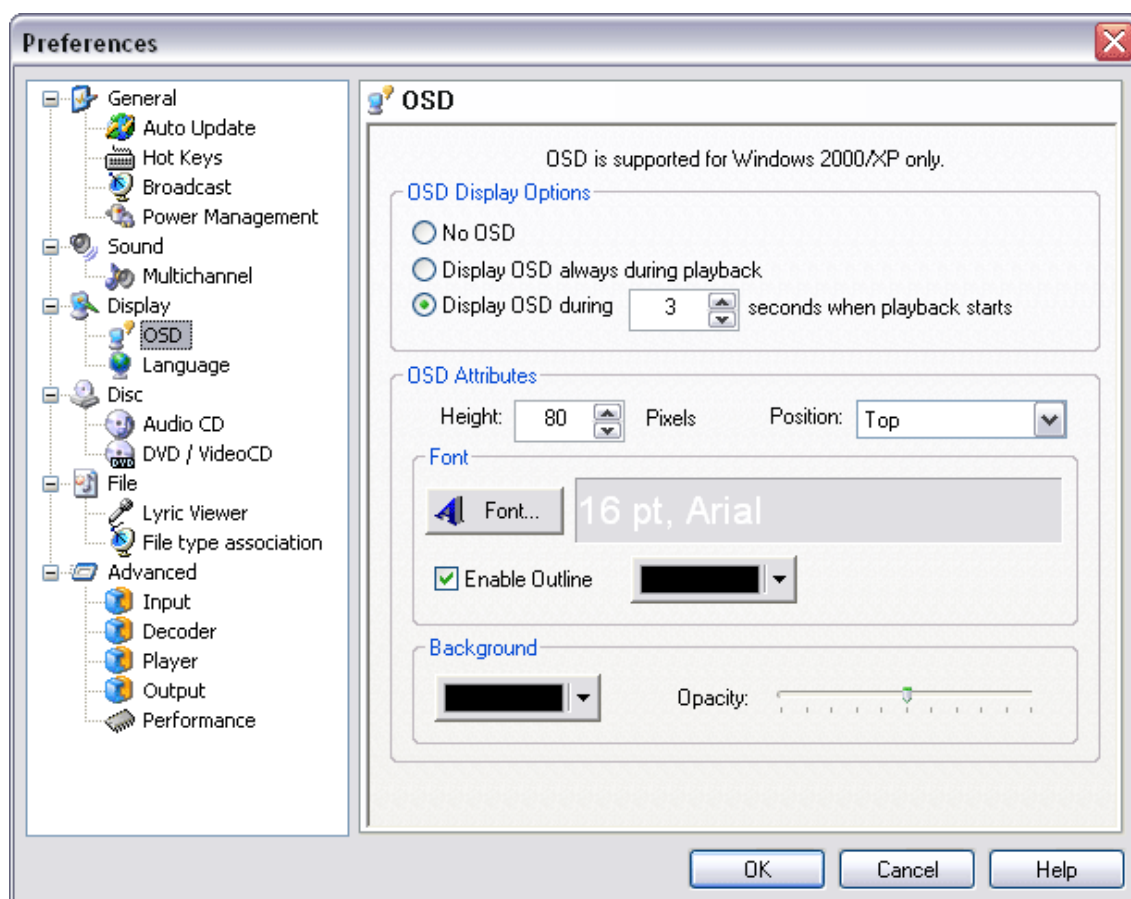 Preferences
General
Auto Update
Hot Keys
Broadcast
Power Management
Sound
Multichannel
Display
OSD
Language
Disc
Audio CD
DVD / VideoCD
File
Lyric Viewer
File type association
Advanced
Input
Decoder
Player
Output
Performance
OSD
OSD is supported for Windows 2000/XP only.
OSD Display Options
No OSD
Display OSD always during playback
Display OSD during 3 seconds when playback starts
OSD Attributes
Height: 80 Pixels Position: Top
Font
Font... 16 pt, Arial
Enable Outline
Background
Opacity:
OK Cancel Help